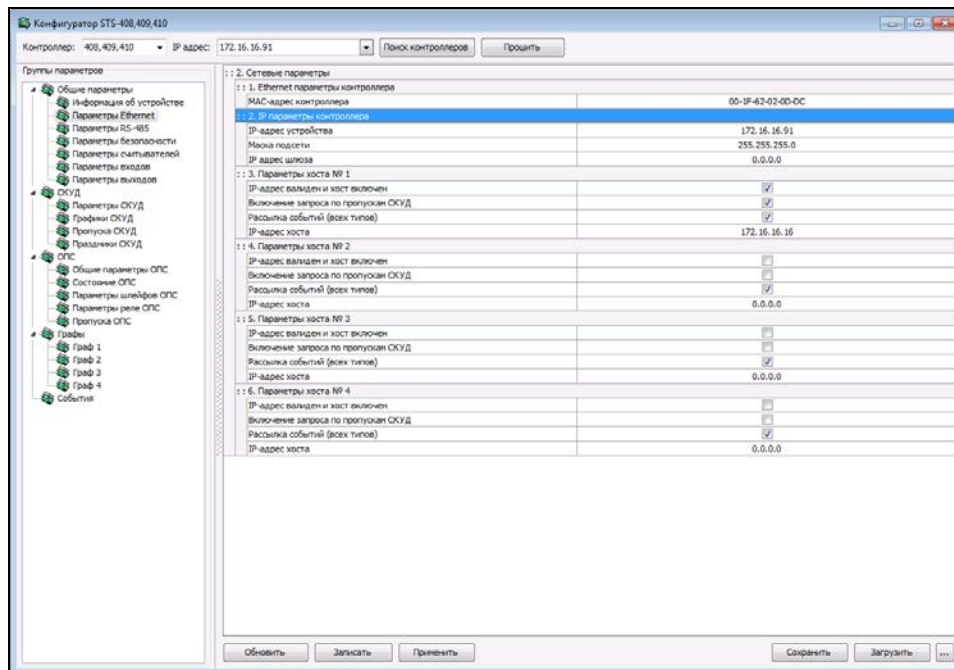 Конфигуратор STS-408,409,410
Контроллер: 408,409,410 IP адрес: 172.16.16.91 Поиск контроллеров Прошить
Группы параметров
Общие параметры
Информация об устройстве
Параметры Ethernet
Параметры RS-485
Параметры безопасности
Параметры считывателей
Параметры входов
Параметры выходов
СКУД
Параметры СКУД
Графики СКУД
Пропуска СКУД
Праздники СКУД
ОПС
Общие параметры ОПС
Состояние ОПС
Параметры шлейфов ОПС
Параметры реле ОПС
Пропуска ОПС
Графы
Граф 1
Граф 2
Граф 3
Граф 4
События
:: 2. Сетевые параметры
:: 1. Ethernet параметры контроллера
MAC-адрес контроллера 00-1F-62-02-0D-DC
:: 2. IP параметры контроллера
IP-адрес устройства 172.16.16.91
Маска подсети 255.255.255.0
IP адрес шлюза 0.0.0.0
:: 3. Параметры хоста № 1
IP-адрес валиден и хост включен
Включение запроса по пропускам СКУД
Рассылка событий (всех типов)
IP-адрес хоста 172.16.16.16
:: 4. Параметры хоста № 2
IP-адрес валиден и хост включен
Включение запроса по пропускам СКУД
Рассылка событий (всех типов)
IP-адрес хоста 0.0.0.0
:: 5. Параметры хоста № 3
IP-адрес валиден и хост включен
Включение запроса по пропускам СКУД
Рассылка событий (всех типов)
IP-адрес хоста 0.0.0.0
:: 6. Параметры хоста № 4
IP-адрес валиден и хост включен
Включение запроса по пропускам СКУД
Рассылка событий (всех типов)
IP-адрес хоста 0.0.0.0
Обновить Записать Применить Сохранить Загрузить ...